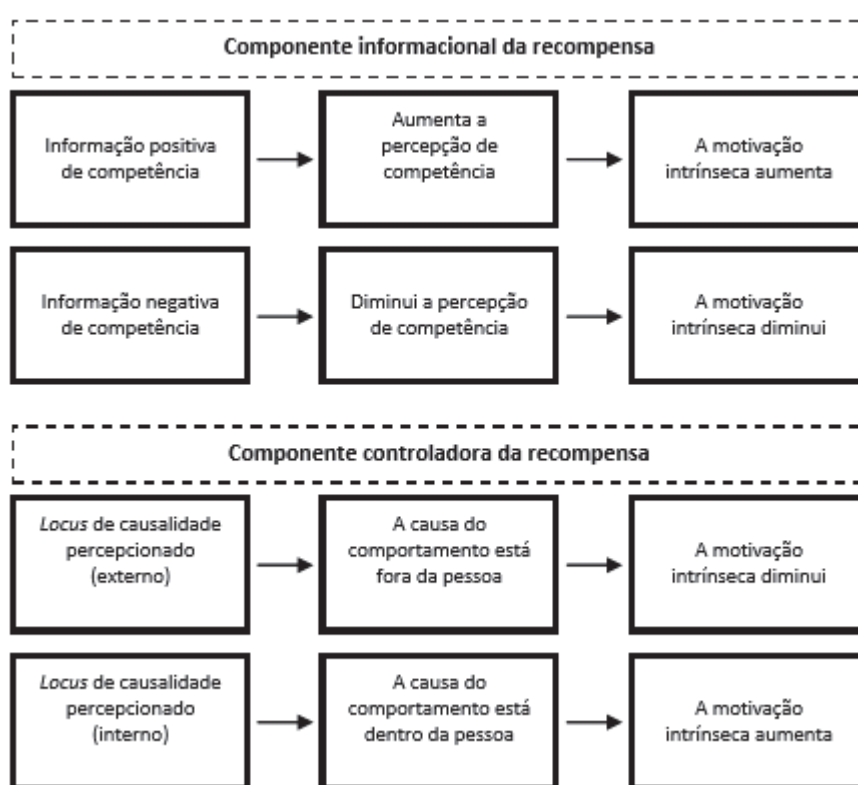 Componente informacional da recompensa
Informação positiva
de competência
Aumenta a
percepção de
competência
A motivação
intrínseca aumenta
Informação negativa
de competência
Diminui a percepção
de competência
A motivação
intrínseca diminui
Componente controladora da recompensa
Locus de causalidade
percepcionado
(externo)
A causa do
comportamento está
fora da pessoa
A motivação
intrínseca diminui
Locus de causalidade
percepcionado
(interno)
A causa do
comportamento está
dentro da pessoa
A motivação
intrínseca aumenta